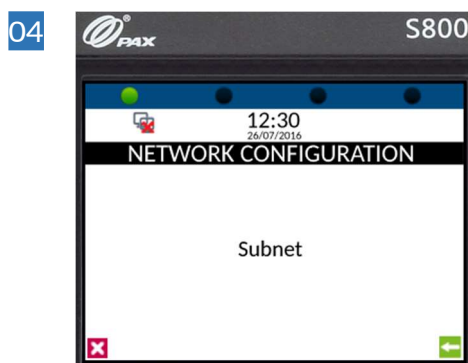 04
PAX
S800
12:30
26/07/2016
NETWORK CONFIGURATION
Subnet